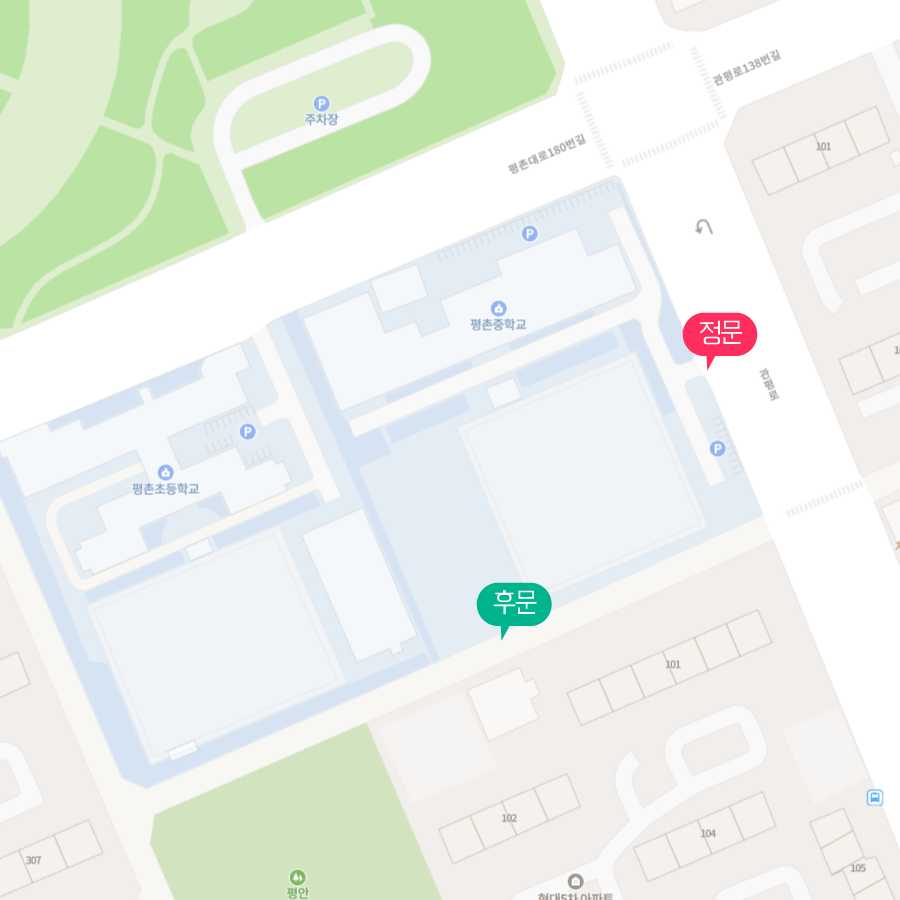 관평로138번길
P
주차장
평촌대로180번길
101
P
평촌중학교
정문
관평로
P
P
평촌초등학교
후문
101
102
104
105
307
평안
현대5차아파트